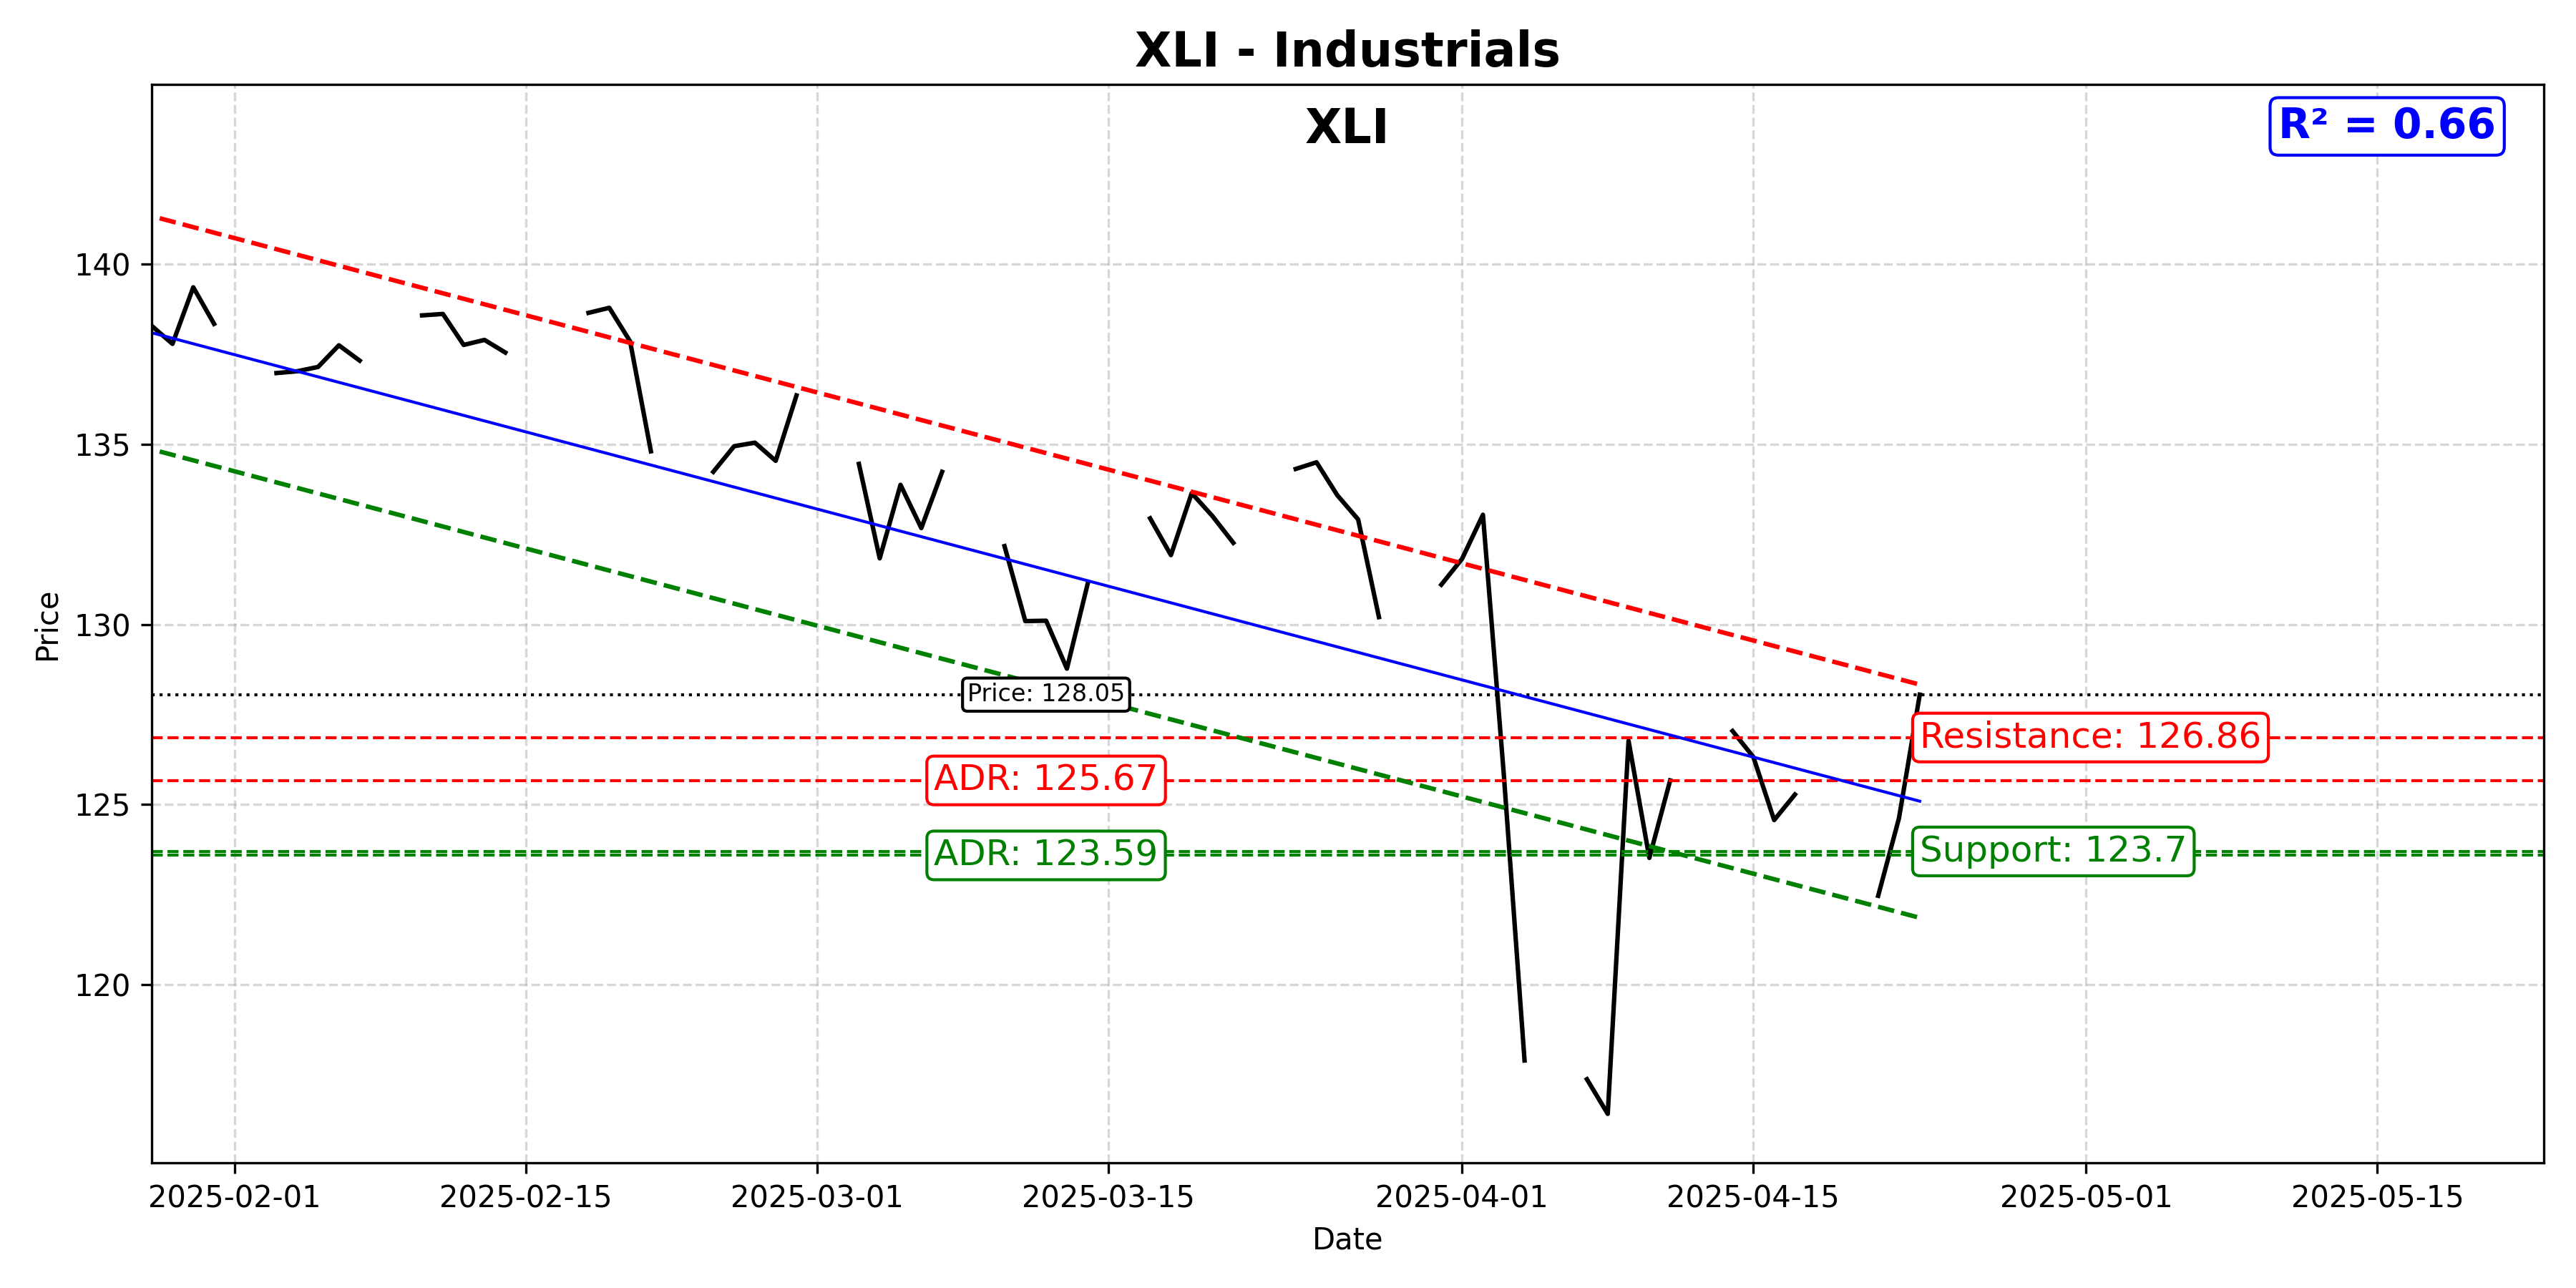 XLI - Industrials
XLI
R² = 0.66
140
135
130
125
120
Price
Price: 128.05
Resistance: 126.86
ADR: 125.67
ADR: 123.59
Support: 123.7
2025-02-01
2025-02-15
2025-03-01
2025-03-15
2025-04-01
2025-04-15
2025-05-01
2025-05-15
Date